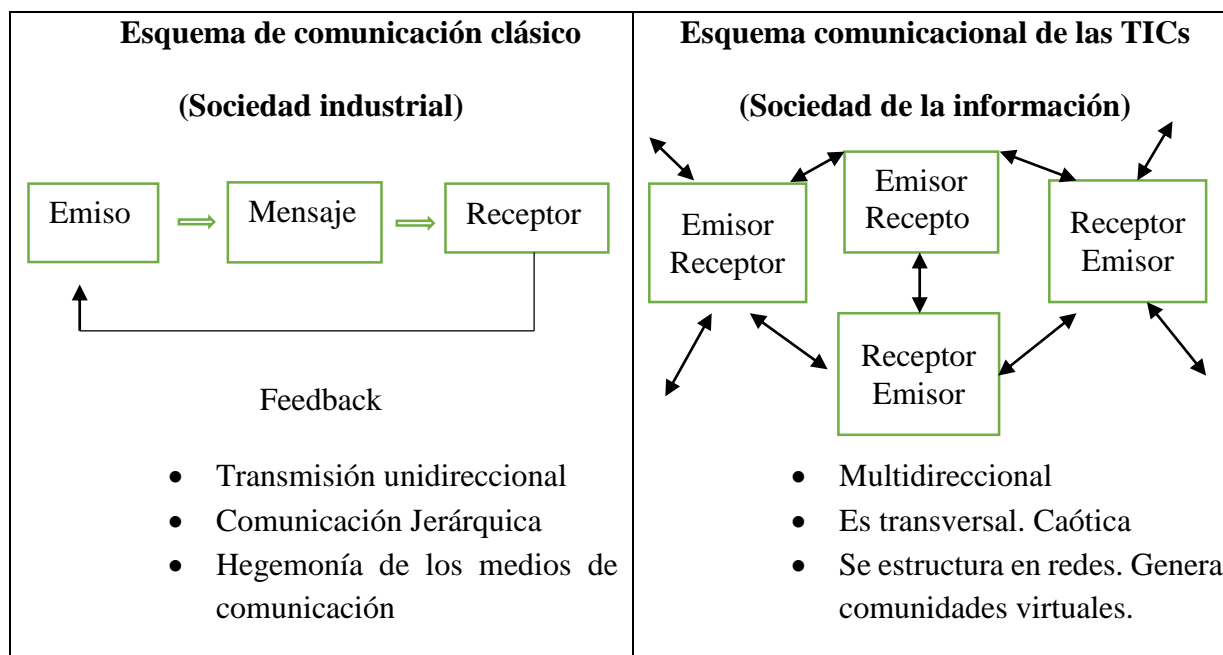 Esquema de comunicación clásico
(Sociedad industrial)
Emiso
Mensaje
Receptor
Feedback
• Transmisión unidireccional
• Comunicación Jerárquica
• Hegemonía de los medios de
comunicación
Esquema comunicacional de las TICs
(Sociedad de la información)
Emisor
Receptor
Emisor
Recepto
Receptor
Emisor
Receptor
Emisor
• Multidireccional
• Es transversal. Caótica
• Se estructura en redes. Genera
comunidades virtuales.